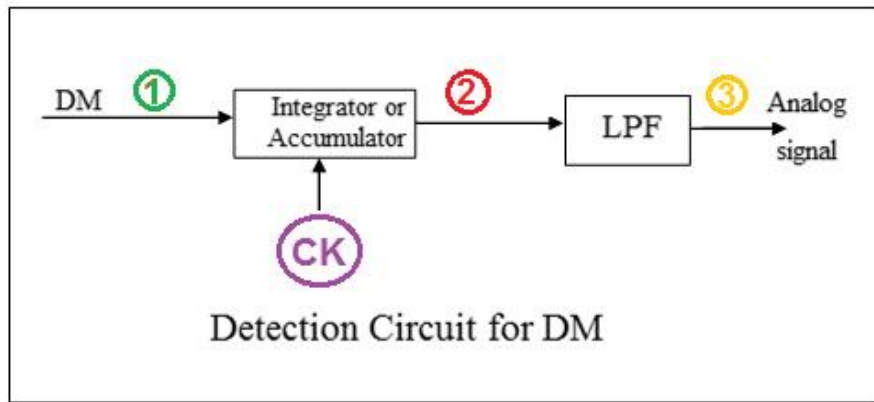 DM
1
Integrator or
Accumulator
2
LPF
3
Analog
signal
CK
Detection Circuit for DM